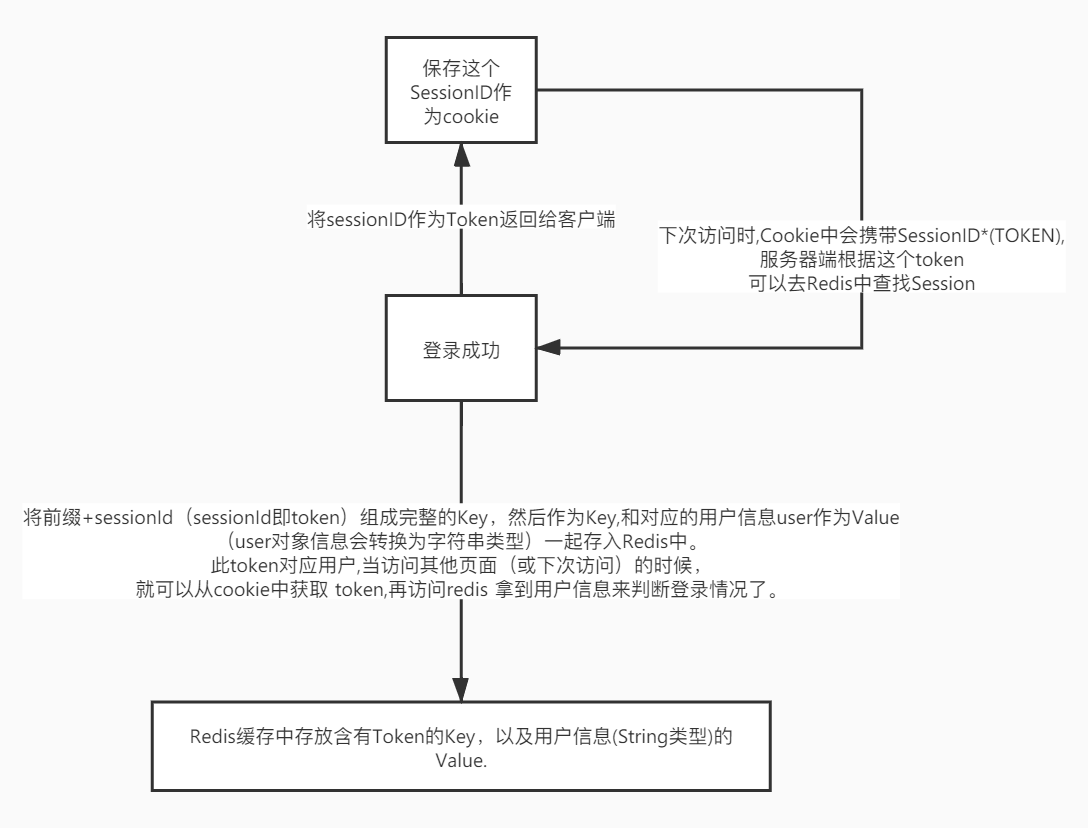 保存这个
SessionID作
为cookie
将sessionID作为Token返回给客户端
下次访问时,Cookie中会携带SessionID*(TOKEN),
服务器端根据这个token
可以去Redis中查找Session
登录成功
将前缀+sessionId（sessionId即token）组成完整的Key，然后作为Key,和对应的用户信息user作为Value
（user对象信息会转换为字符串类型）一起存入Redis中。
此token对应用户,当访问其他页面（或下次访问）的时候，
就可以从cookie中获取 token,再访问redis 拿到用户信息来判断登录情况了。
Redis缓存中存放含有Token的Key，以及用户信息(String类型)的
Value.